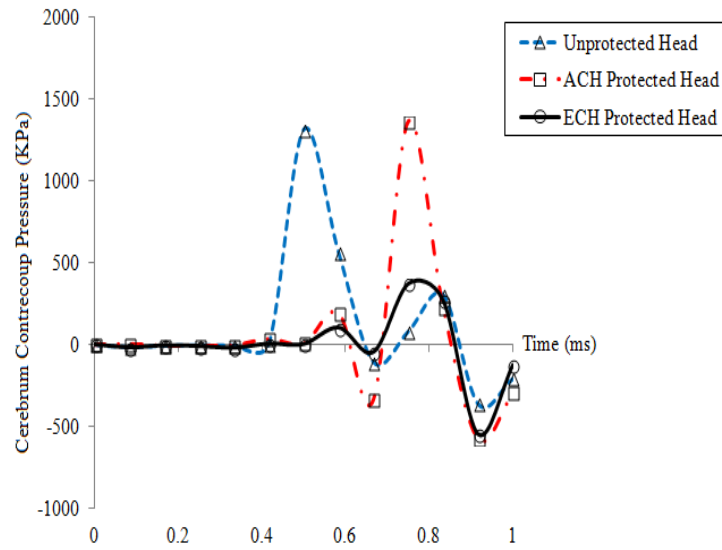 2000
1500
1000
500
0
-500
-1000
Cerebrum Contrecoup Pressure (KPa)
Unprotected Head
ACH Protected Head
ECH Protected Head
Time (ms)
0
0.2
0.4
0.6
0.8
1